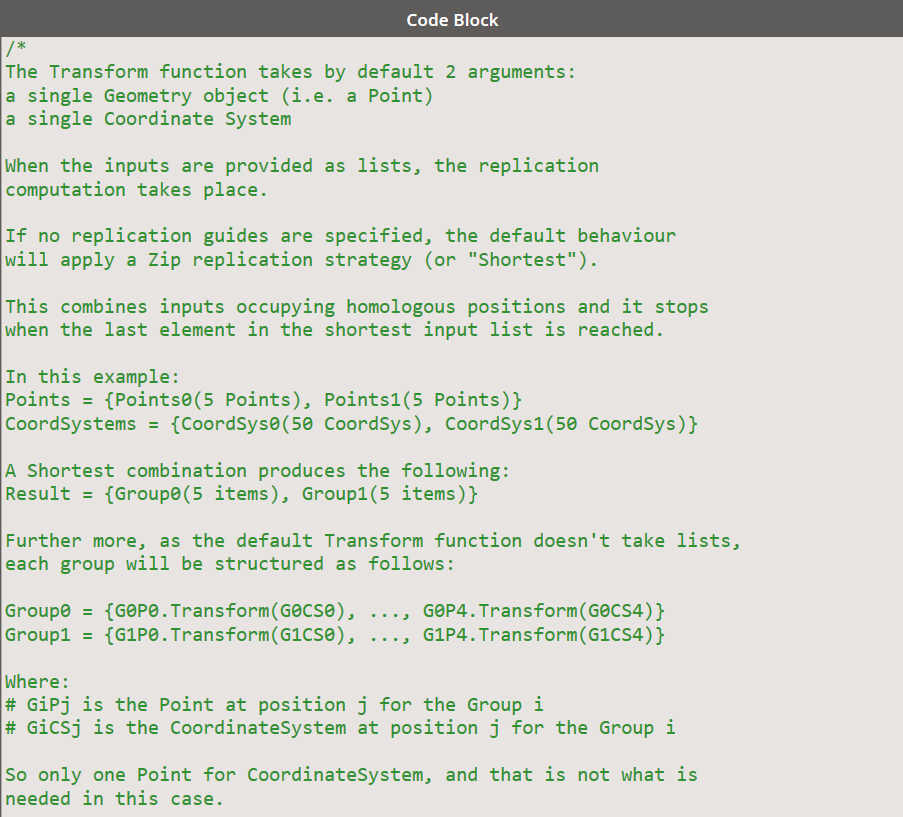 Code Block
/*
The Transform function takes by default 2 arguments:
a single Geometry object (i.e. a Point)
a single Coordinate System
When the inputs are provided as lists, the replication
computation takes place.
If no replication guides are specified, the default behaviour
will apply a Zip replication strategy (or "Shortest").
This combines inputs occupying homologous positions and it stops
when the last element in the shortest input list is reached.
In this example:
Points = {Points0(5 Points), Points1(5 Points)}
CoordSystems = {CoordSys0(50 CoordSys), CoordSys1(50 CoordSys)}
A Shortest combination produces the following:
Result = {Group0(5 items), Group1(5 items)}
Further more, as the default Transform function doesn't take lists,
each group will be structured as follows:
Group0 = {G0P0.Transform(G0CS0), ..., G0P4.Transform(G0CS4)}
Group1 = {G1P0.Transform(G1CS0), ..., G1P4.Transform(G1CS4)}
Where:
# GiPj is the Point at position j for the Group i
# GiCSj is the CoordinateSystem at position j for the Group i
So only one Point for CoordinateSystem, and that is not what is
needed in this case.